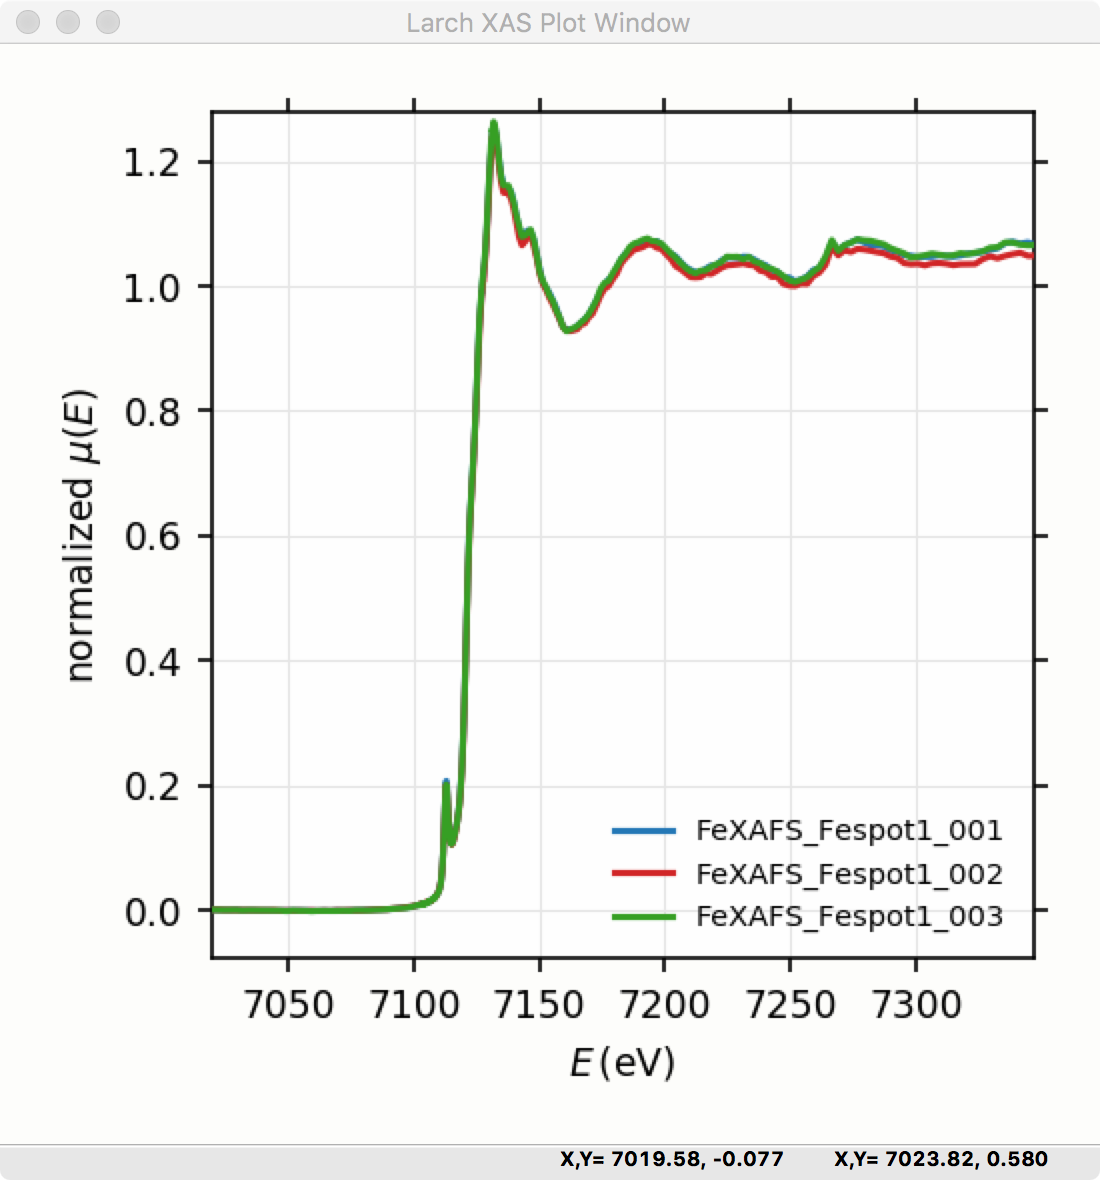 Larch XAS Plot Window
1.2
1.0
0.8
0.6
0.4
0.2
0.0
normalized μ(E)
FeXAFS_Fespot1_001
FeXAFS_Fespot1_002
FeXAFS_Fespot1_003
7050 7100 7150 7200 7250 7300
E (eV)
X,Y= 7019.58, -0.077 X,Y= 7023.82, 0.580